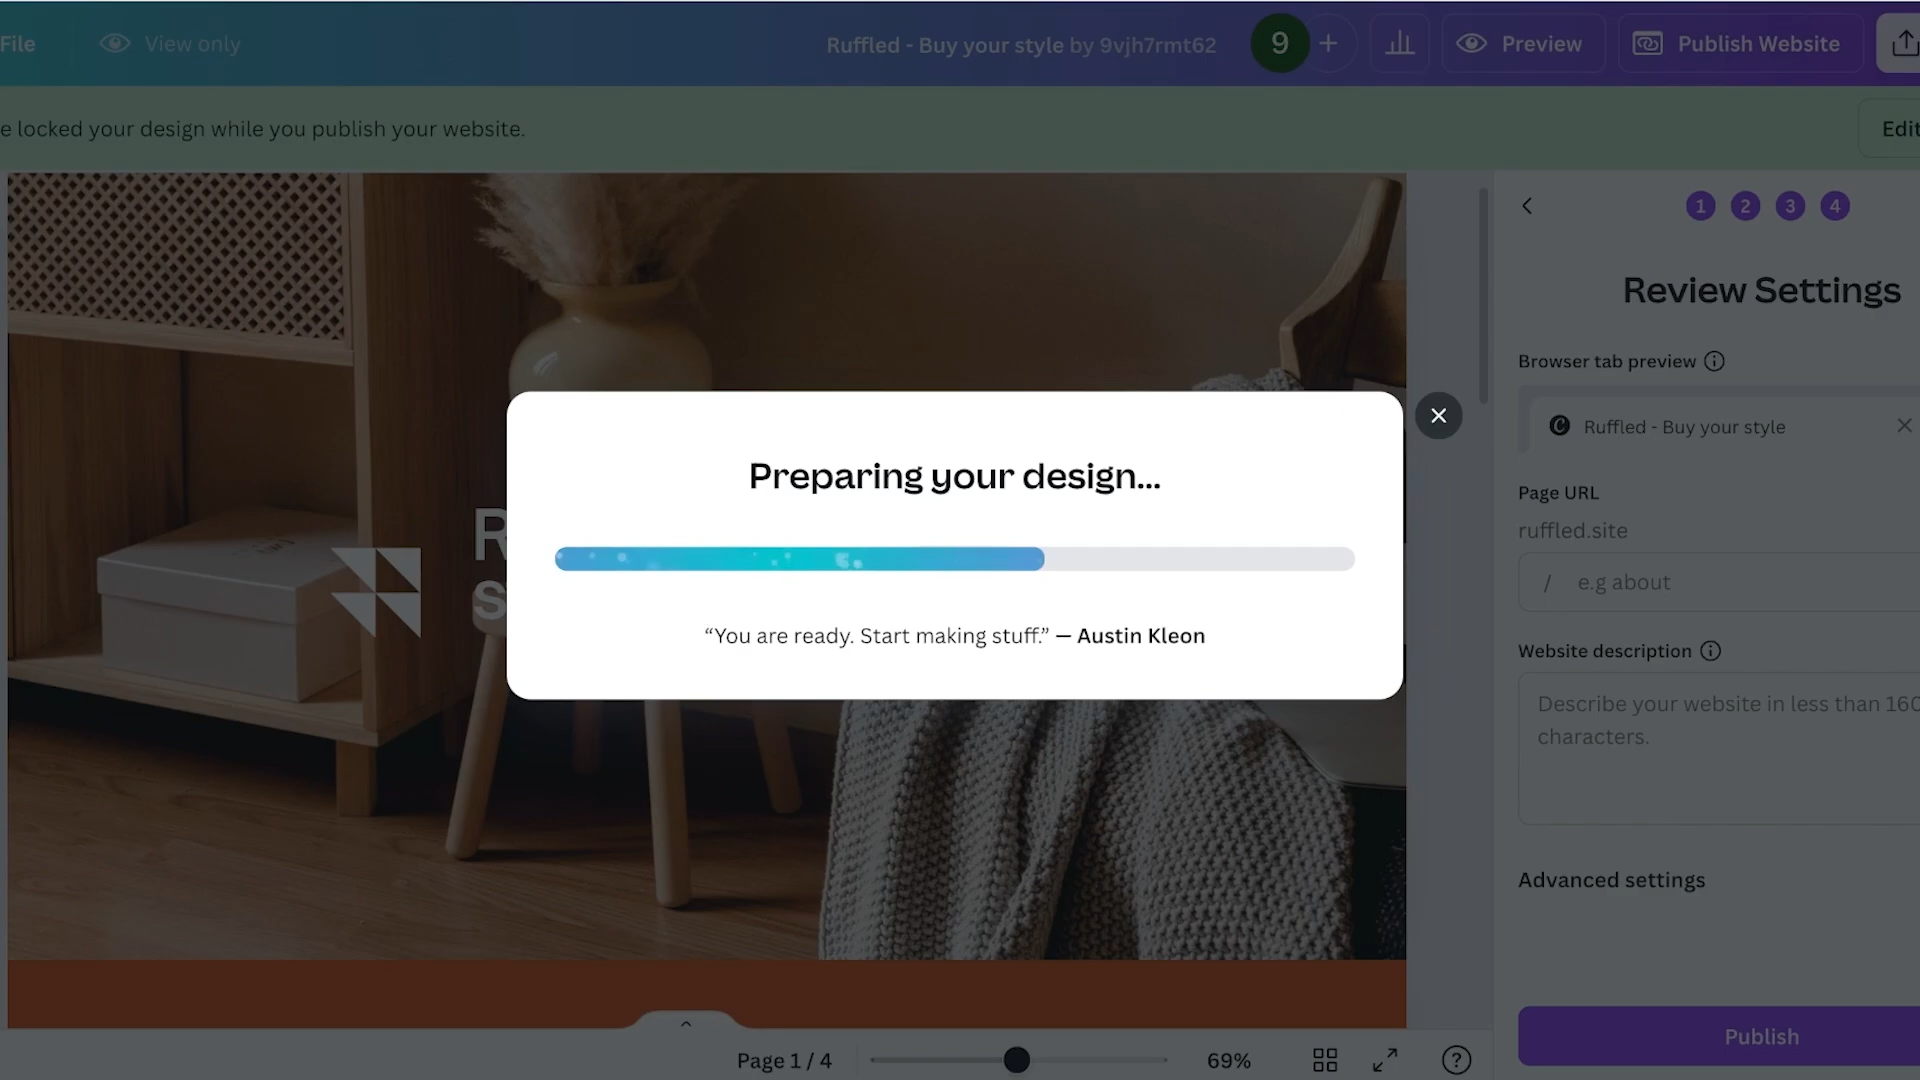 File
View only
Ruffled - Buy your style by 9vjh7rmt62
9
+
Preview
Publish Website
e locked your design while you publish your website.
Edit
1 2 3 4
Review Settings
Browser tab preview
Ruffled - Buy your style
Page URL
ruffled.site
/ e.g about
Website description
Describe your website in less than 160
characters.
Advanced settings
Publish
R
S
Preparing your design...
“You are ready. Start making stuff.” — Austin Kleon
Page 1 / 4
69%
?